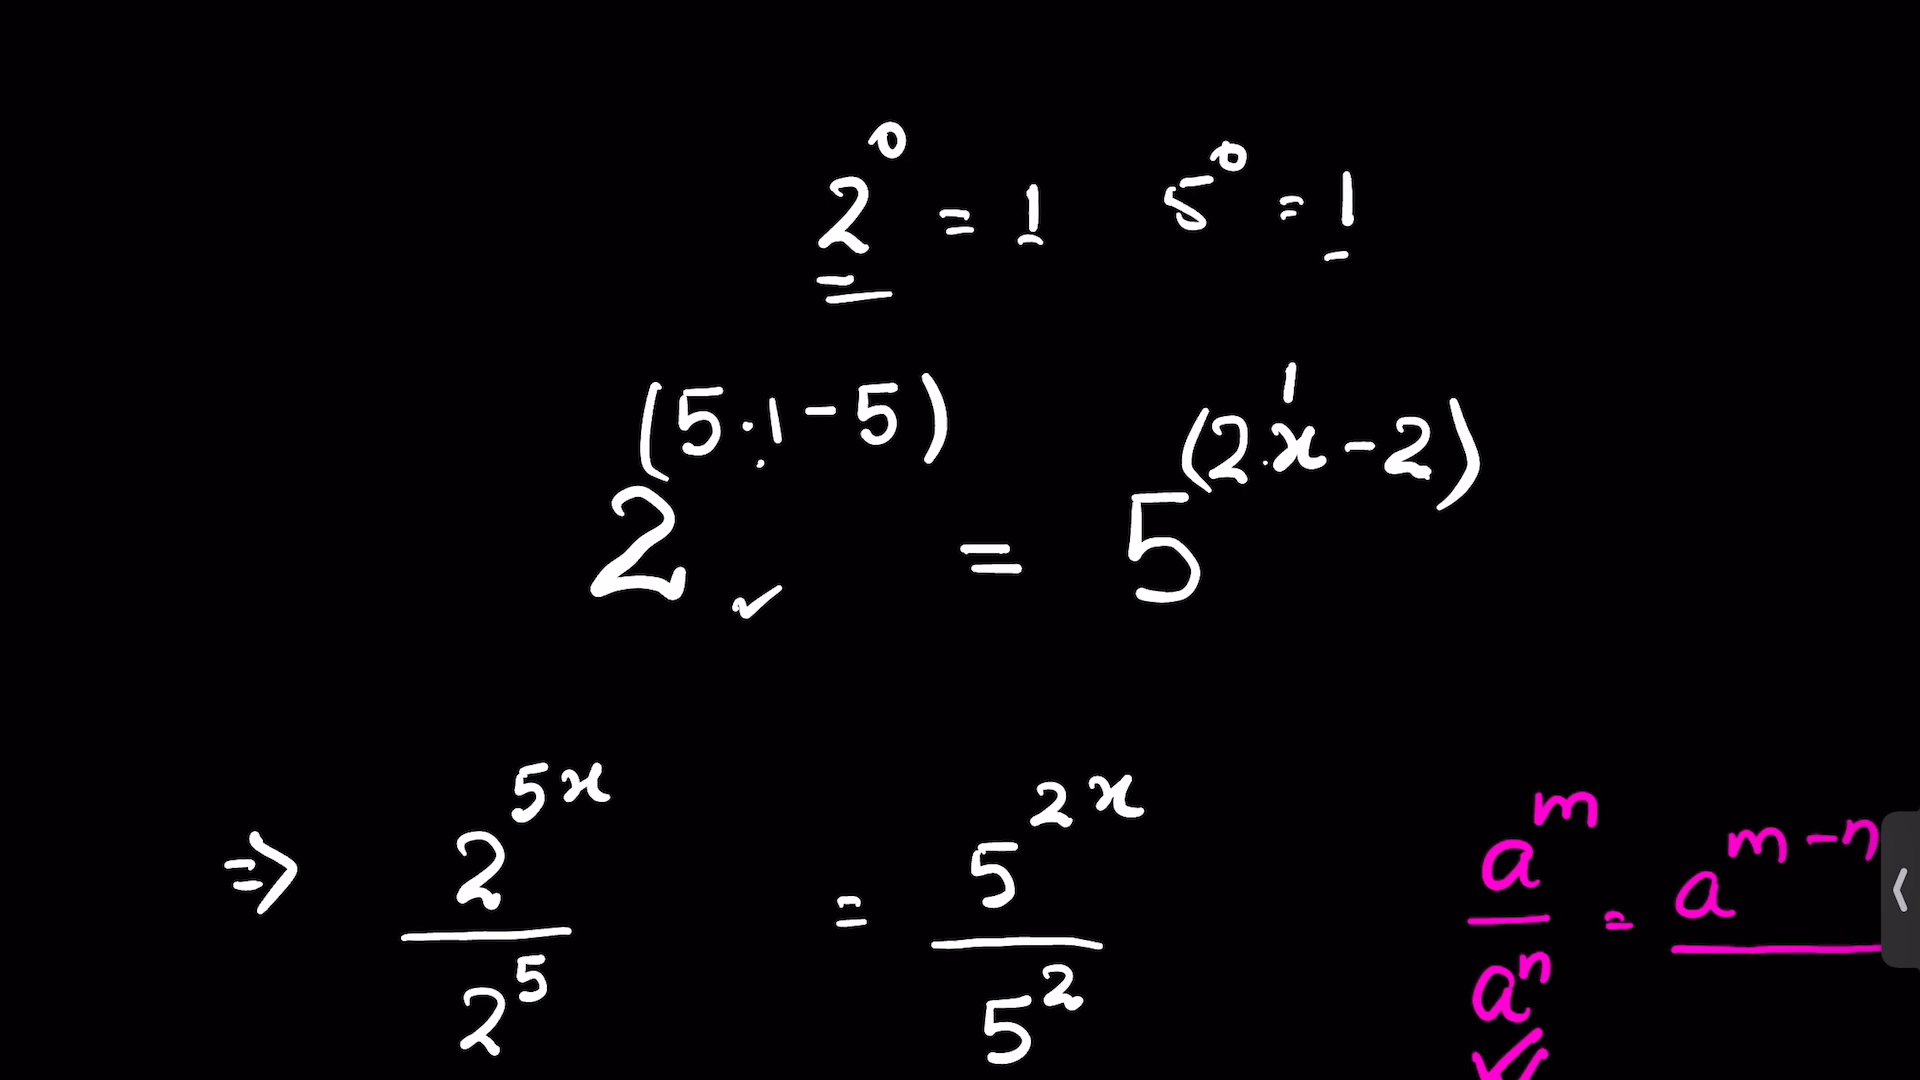 2⁰ = 1 5⁰ = 1
2^(5·1-5) = 5^(2·x-2) 1
⇒ 2^5x / 2^5 = 5^2x / 5^2
a^m / a^n = a^m-n